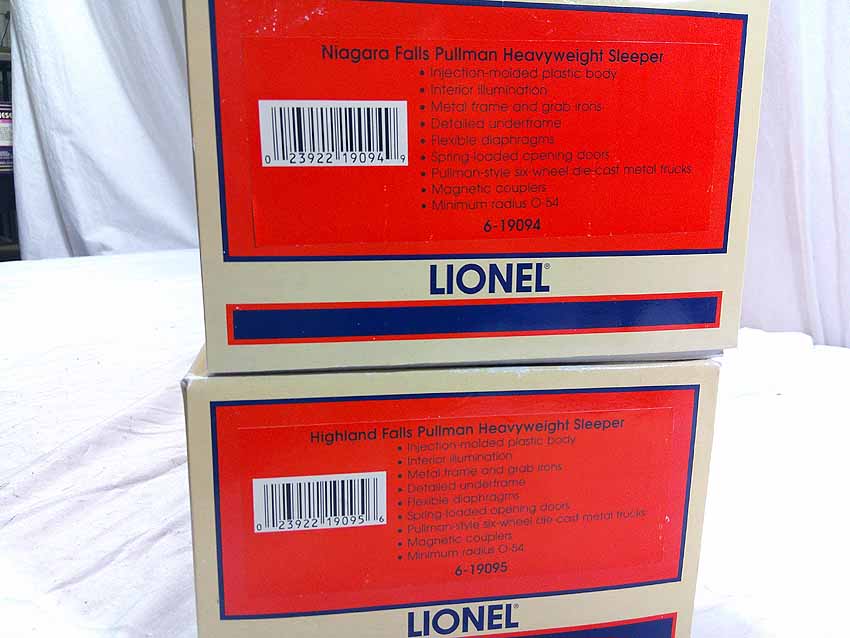 Niagara Falls Pullman Heavyweight Sleeper
• Injection-molded plastic body
• Interior illumination
• Metal frame and grab irons
• Detailed underframe
• Flexible diaphragms
• Spring-loaded opening doors
• Pullman-style six-wheel die-cast metal trucks
• Magnetic couplers
• Minimum radius O-54
0 23922 19094 9
6-19094
LIONEL®
Highland Falls Pullman Heavyweight Sleeper
• Injection-molded plastic body
• Interior illumination
• Metal frame and grab irons
• Detailed underframe
• Flexible diaphragms
• Spring-loaded opening doors
• Pullman-style six-wheel die-cast metal trucks
• Magnetic couplers
• Minimum radius O-54
0 23922 19095 6
6-19095
LIONEL®